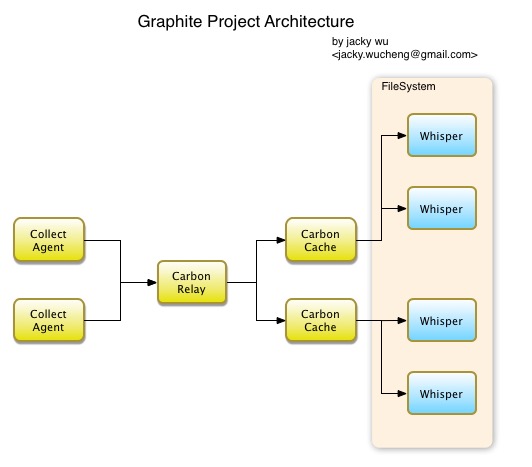 Graphite Project Architecture
by jacky wu
<jacky.wucheng@gmail.com>
FileSystem
Whisper
Whisper
Collect
Agent
Carbon
Cache
Carbon
Relay
Collect
Agent
Carbon
Cache
Whisper
Whisper